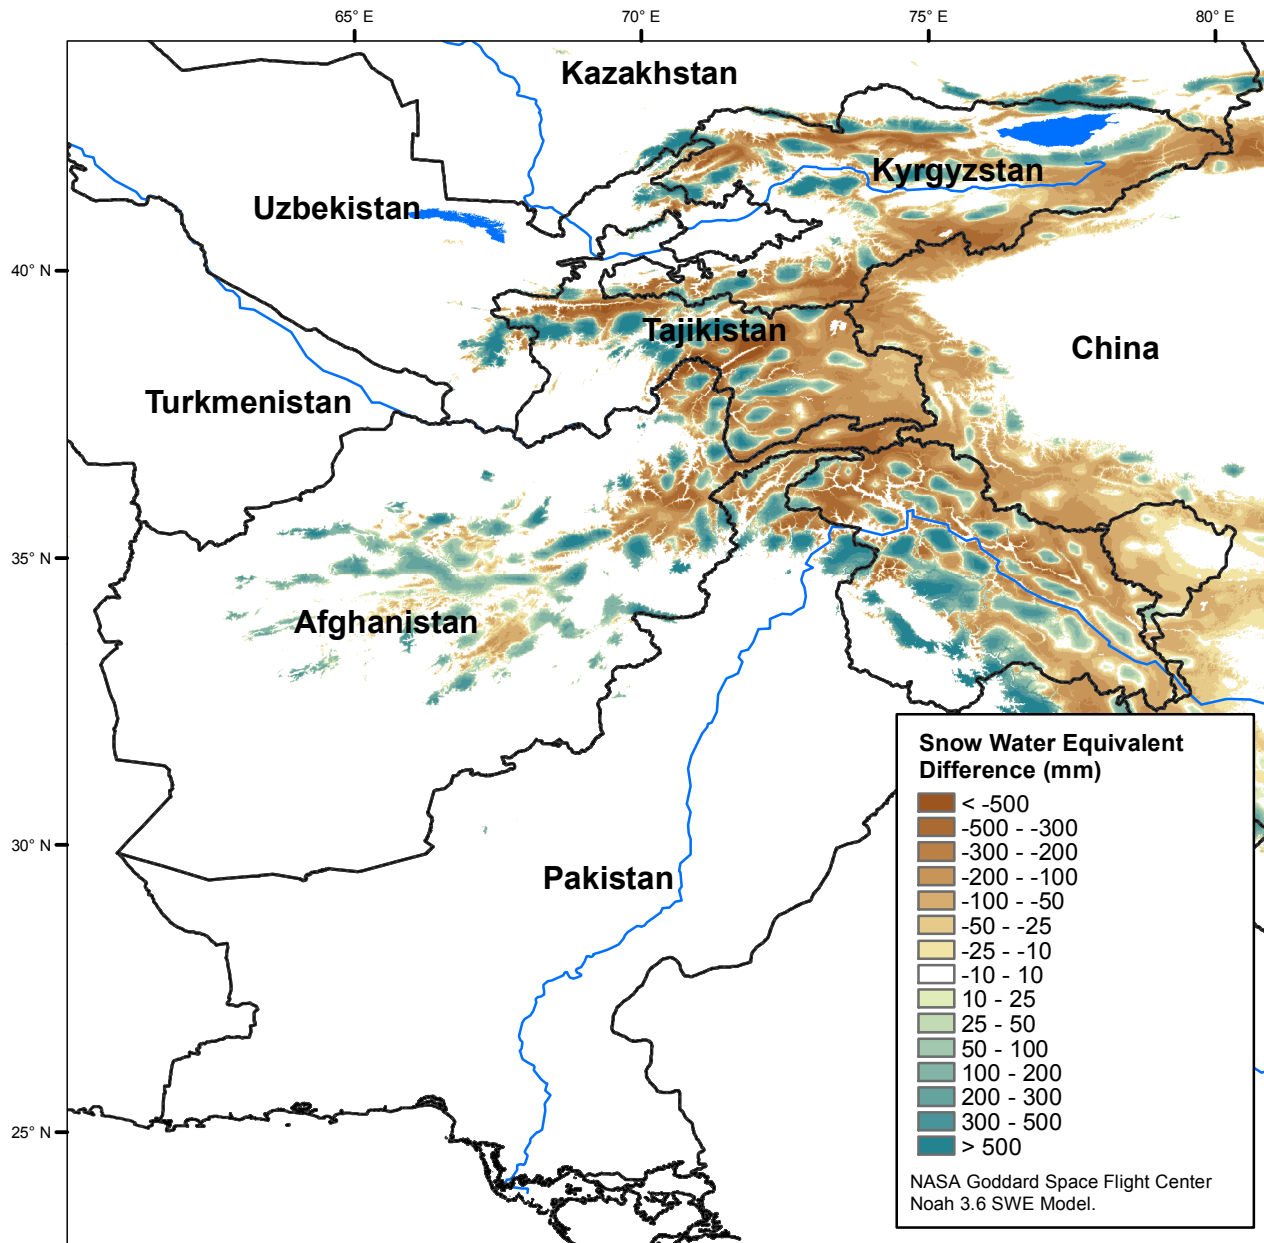 65° E
70° E
75° E
80° E
Kazakhstan
Kyrgyzstan
Uzbekistan
40° N
Tajikistan
China
Turkmenistan
35° N
Afghanistan
Snow Water Equivalent
Difference (mm)
< -500
-500 - -300
-300 - -200
-200 - -100
-100 - -50
-50 - -25
-25 - -10
-10 - 10
10 - 25
25 - 50
50 - 100
100 - 200
200 - 300
300 - 500
> 500
NASA Goddard Space Flight Center
Noah 3.6 SWE Model.
30° N
Pakistan
25° N